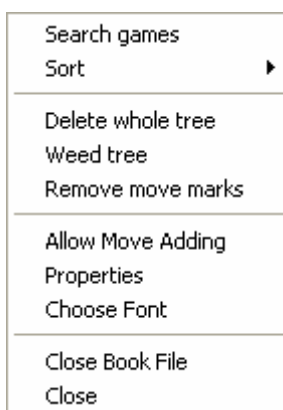 Search games
Sort
Delete whole tree
Weed tree
Remove move marks
Allow Move Adding
Properties
Choose Font
Close Book File
Close